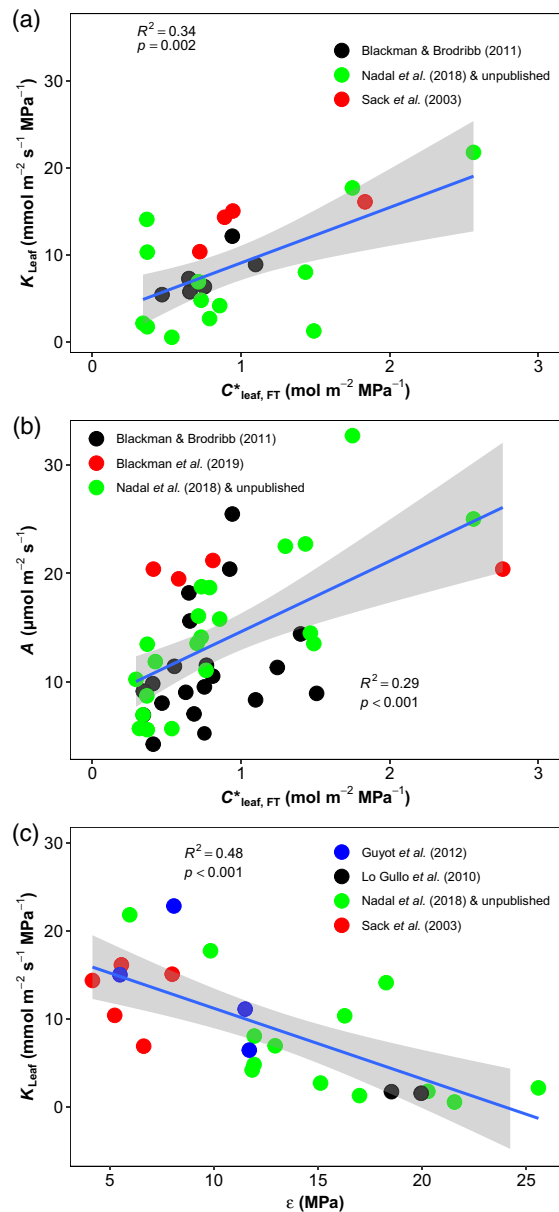 (a)
R² = 0.34
p = 0.002
Blackman & Brodribb (2011)
Nadal et al. (2018) & unpublished
Sack et al. (2003)
30
20
10
0
K_Leaf (mmol m⁻² s⁻¹ MPa⁻¹)
0 1 2 3
C*_leaf, FT (mol m⁻² MPa⁻¹)
(b)
Blackman & Brodribb (2011)
Blackman et al. (2019)
Nadal et al. (2018) & unpublished
30
20
10
A (µmol m⁻² s⁻¹)
R² = 0.29
p < 0.001
0 1 2 3
C*_leaf, FT (mol m⁻² MPa⁻¹)
(c)
R² = 0.48
p < 0.001
Guyot et al. (2012)
Lo Gullo et al. (2010)
Nadal et al. (2018) & unpublished
Sack et al. (2003)
30
20
10
0
K_Leaf (mmol m⁻² s⁻¹ MPa⁻¹)
5 10 15 20 25
ε (MPa)